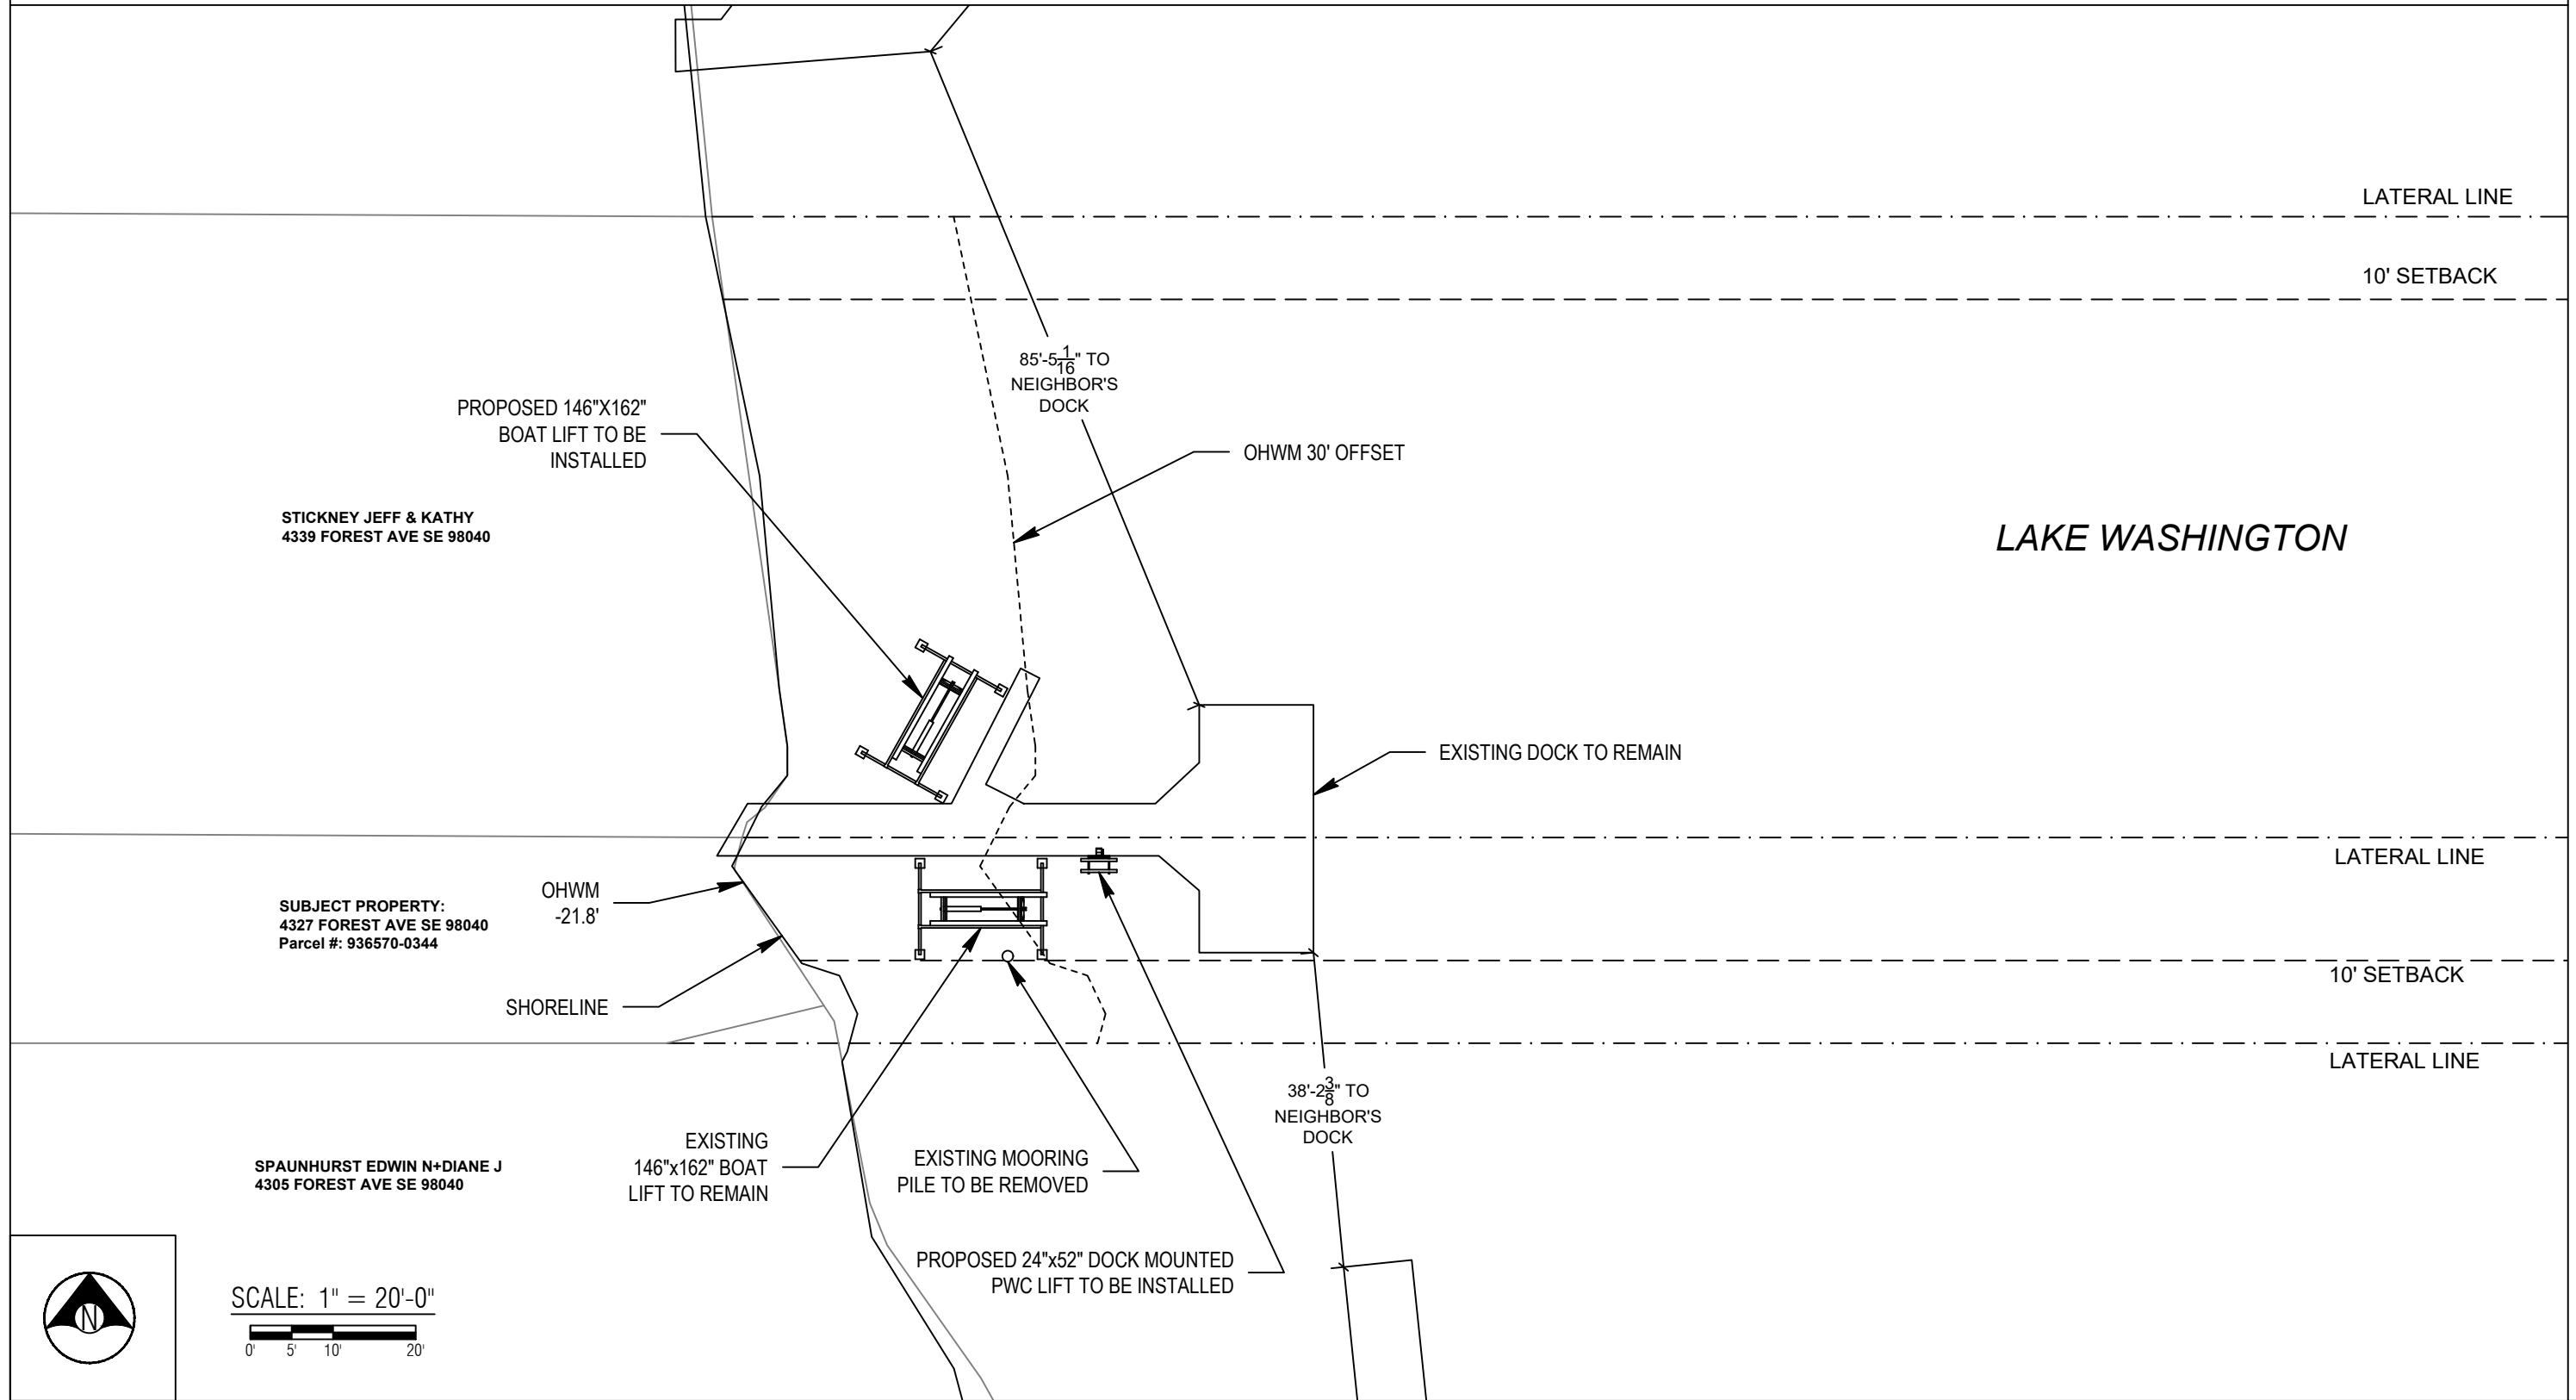 LATERAL LINE
10' SETBACK
85'-5 1/16" TO
NEIGHBOR'S
DOCK
PROPOSED 146"X162"
BOAT LIFT TO BE
INSTALLED
OHWM 30' OFFSET
STICKNEY JEFF & KATHY
4339 FOREST AVE SE 98040
LAKE WASHINGTON
EXISTING DOCK TO REMAIN
LATERAL LINE
OHWM
-21.8'
SUBJECT PROPERTY:
4327 FOREST AVE SE 98040
Parcel #: 936570-0344
10' SETBACK
SHORELINE
LATERAL LINE
38'-2 3/8" TO
NEIGHBOR'S
DOCK
EXISTING
146"x162" BOAT
LIFT TO REMAIN
EXISTING MOORING
PILE TO BE REMOVED
SPAUNHURST EDWIN N+DIANE J
4305 FOREST AVE SE 98040
PROPOSED 24"x52" DOCK MOUNTED
PWC LIFT TO BE INSTALLED
N
SCALE: 1" = 20'-0"
0' 5' 10' 20'